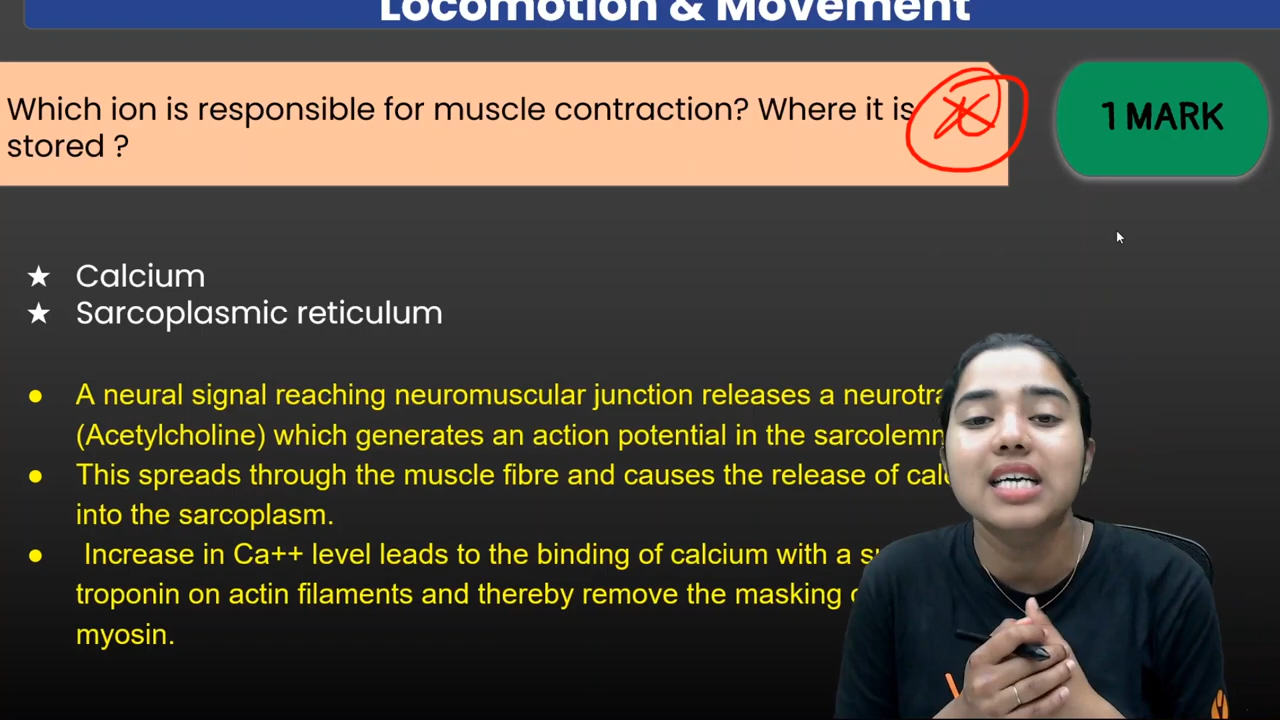 Locomotion & Movement
Which ion is responsible for muscle contraction? Where it is
stored ?
1 MARK
★ Calcium
★ Sarcoplasmic reticulum
● A neural signal reaching neuromuscular junction releases a
(Acetylcholine) which generates an action potential in the
● This spreads through the muscle fibre and causes the release of
into the sarcoplasm.
● Increase in Ca++ level leads to the binding of calcium with a
troponin on actin filaments and thereby remove the masking
myosin.